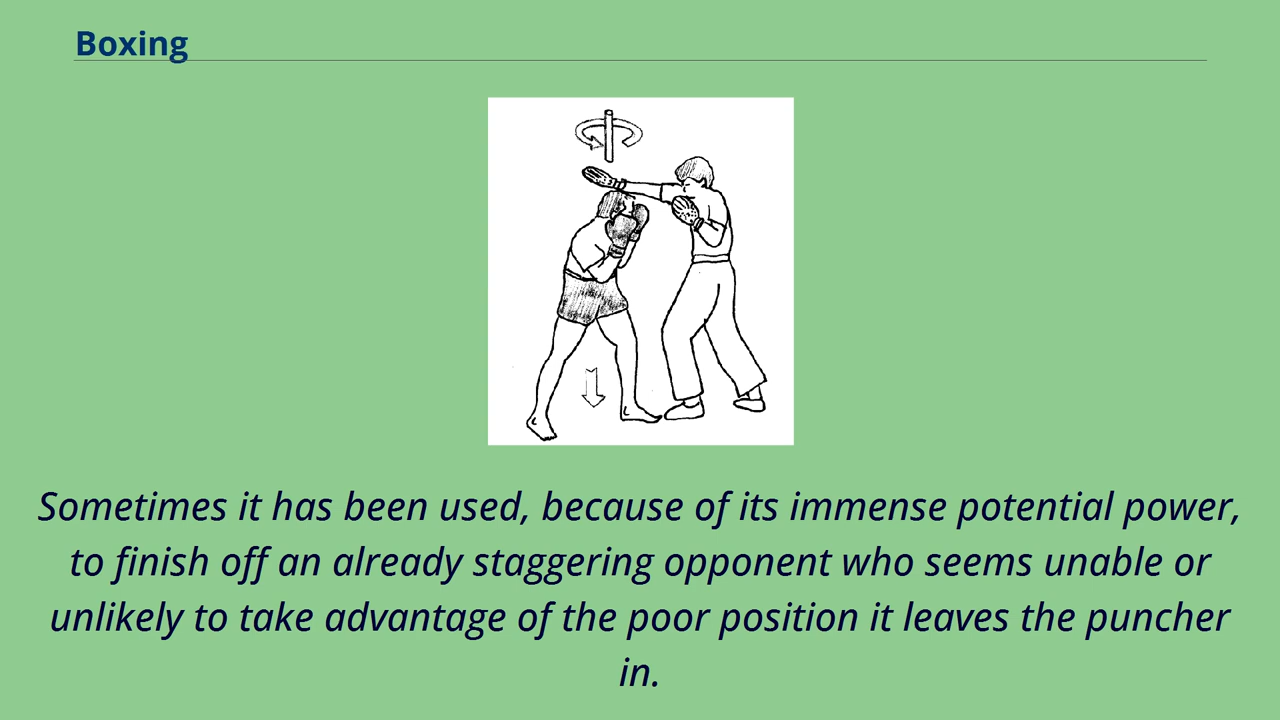 Boxing
Sometimes it has been used, because of its immense potential power,
to finish off an already staggering opponent who seems unable or
unlikely to take advantage of the poor position it leaves the puncher
in.